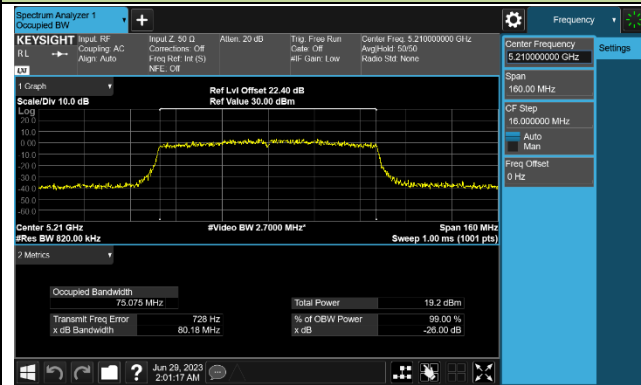 Spectrum Analyzer 1
Occupied BW
+
Frequency
KEYSIGHT
RL
LXI
Input: RF
Coupling: AC
Align: Auto
Input Z: 50 Ω
Corrections: Off
Freq Ref: Int (S)
NFE: Off
Atten: 20 dB
Trig: Free Run
Gate: Off
#IF Gain: Low
Center Freq: 5.210000000 GHz
Avg|Hold: 50/50
Radio Std: None
Center Frequency
5.210000000 GHz
Settings
Span
160.00 MHz
CF Step
16.000000 MHz
Auto
Man
Freq Offset
0 Hz
1 Graph
Scale/Div 10.0 dB
Ref Lvl Offset 22.40 dB
Ref Value 30.00 dBm
Log
20.0
10.0
0.00
-10.0
-20.0
-30.0
-40.0
-50.0
-60.0
Center 5.21 GHz
#Res BW 820.00 kHz
#Video BW 2.7000 MHz*
Span 160 MHz
Sweep 1.00 ms (1001 pts)
2 Metrics
Occupied Bandwidth
75.075 MHz
Total Power 19.2 dBm
Transmit Freq Error 728 Hz
% of OBW Power 99.00 %
x dB Bandwidth 80.18 MHz
x dB -26.00 dB
?
Jun 29, 2023
2:01:17 AM